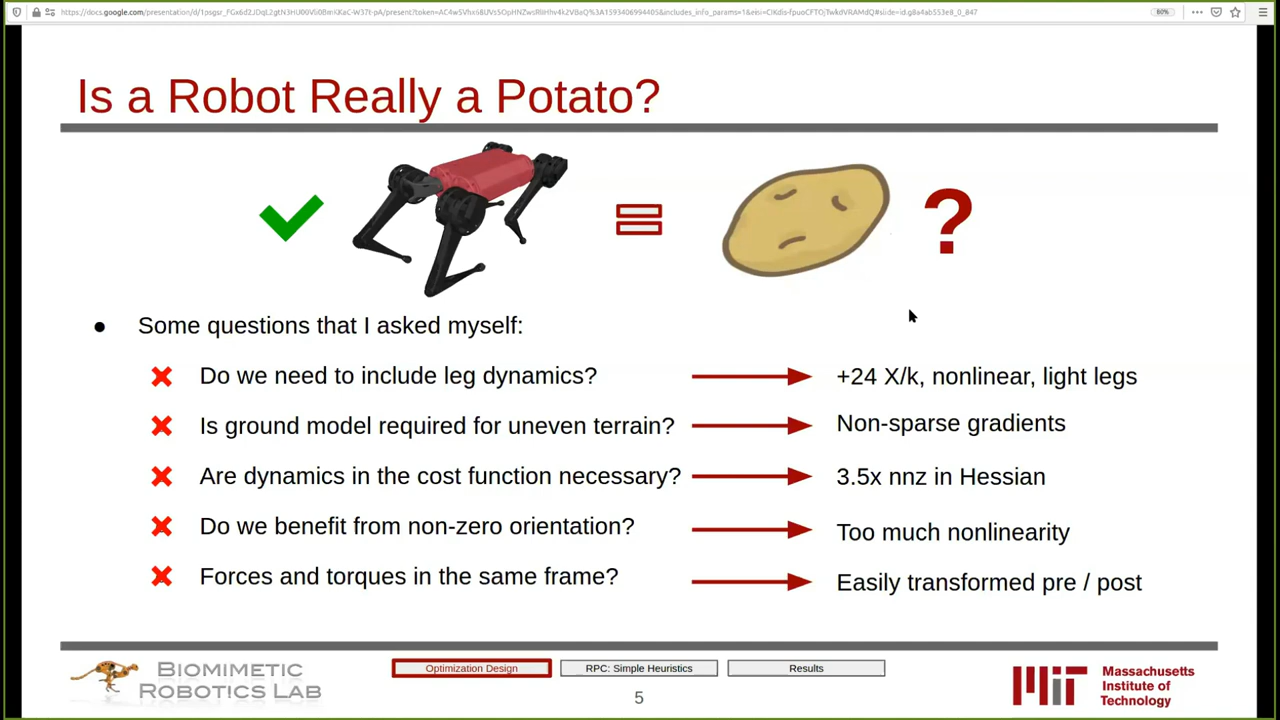 80%
Is a Robot Really a Potato?
=
?
● Some questions that I asked myself:
Do we need to include leg dynamics?
+24 X/k, nonlinear, light legs
Is ground model required for uneven terrain?
Non-sparse gradients
Are dynamics in the cost function necessary?
3.5x nnz in Hessian
Do we benefit from non-zero orientation?
Too much nonlinearity
Forces and torques in the same frame?
Easily transformed pre / post
BIOMIMETIC
ROBOTICS LAB
Optimization Design
RPC: Simple Heuristics
Results
5
MIT
Massachusetts
Institute of
Technology